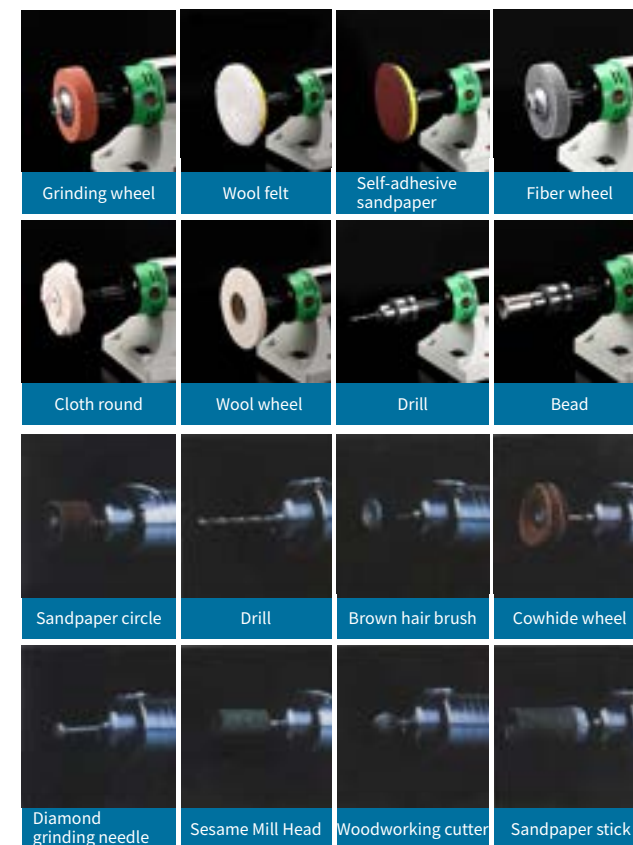 Grinding wheel
Wool felt
Self-adhesive
sandpaper
Fiber wheel
Cloth round
Wool wheel
Drill
Bead
Sandpaper circle
Drill
Brown hair brush
Cowhide wheel
Diamond
grinding needle
Sesame Mill Head
Woodworking cutter
Sandpaper stick